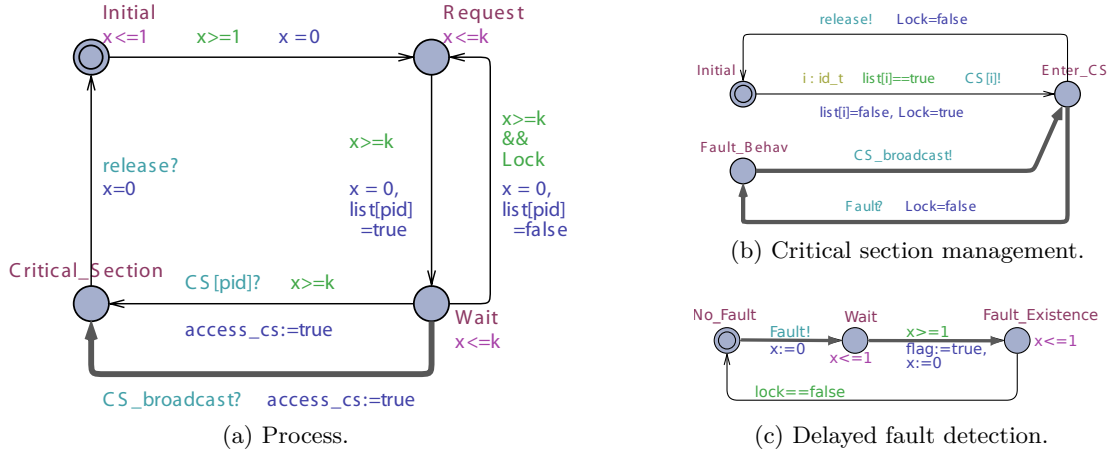 Initial
x<=1
x>=1
x =0
Request
x<=k
x>=k
x = 0,
list[pid]
=true
x>=k
&&
Lock
x = 0,
list[pid]
=false
release?
x=0
Critical_Section
CS[pid]?
x>=k
access_cs:=true
Wait
x<=k
CS_broadcast?
access_cs:=true
(a) Process.
release!
Lock=false
Initial
i : id_t
list[i]==true
CS[i]!
Enter_CS
list[i]=false, Lock=true
Fault_Behav
CS_broadcast!
Fault?
Lock=false
(b) Critical section management.
No_Fault
Fault!
x:=0
Wait
x<=1
x>=1
flag:=true,
x:=0
Fault_Existence
x<=1
lock==false
(c) Delayed fault detection.